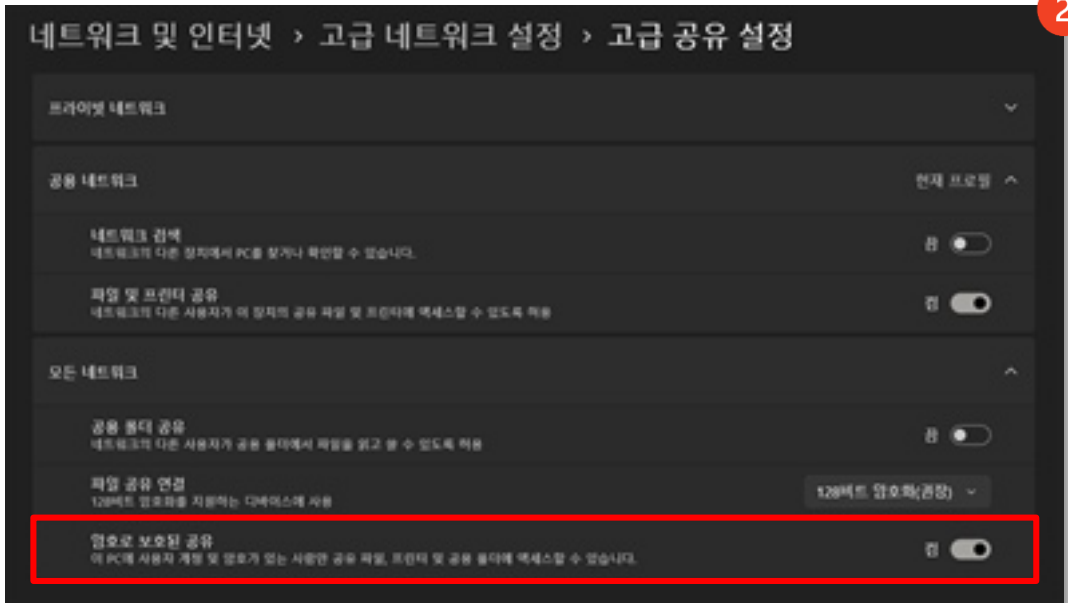 2
네트워크 및 인터넷 > 고급 네트워크 설정 > 고급 공유 설정
프라이빗 네트워크
공용 네트워크 현재 프로필
네트워크 검색 끔
네트워크의 다른 장치에서 PC를 찾거나 확인할 수 있습니다.
파일 및 프린터 공유 켬
네트워크의 다른 사용자가 이 장치의 공유 파일 및 프린터에 액세스할 수 있도록 허용
모든 네트워크
공용 폴더 공유 끔
네트워크의 다른 사용자가 공용 폴더에서 파일을 읽고 쓸 수 있도록 허용
파일 공유 연결 128비트 암호화(권장)
128비트 암호화를 지원하는 디바이스에 사용
암호로 보호된 공유 켬
이 PC에 사용자 계정 및 암호가 있는 사람만 공유 파일, 프린터 및 공용 폴더에 액세스할 수 있습니다.